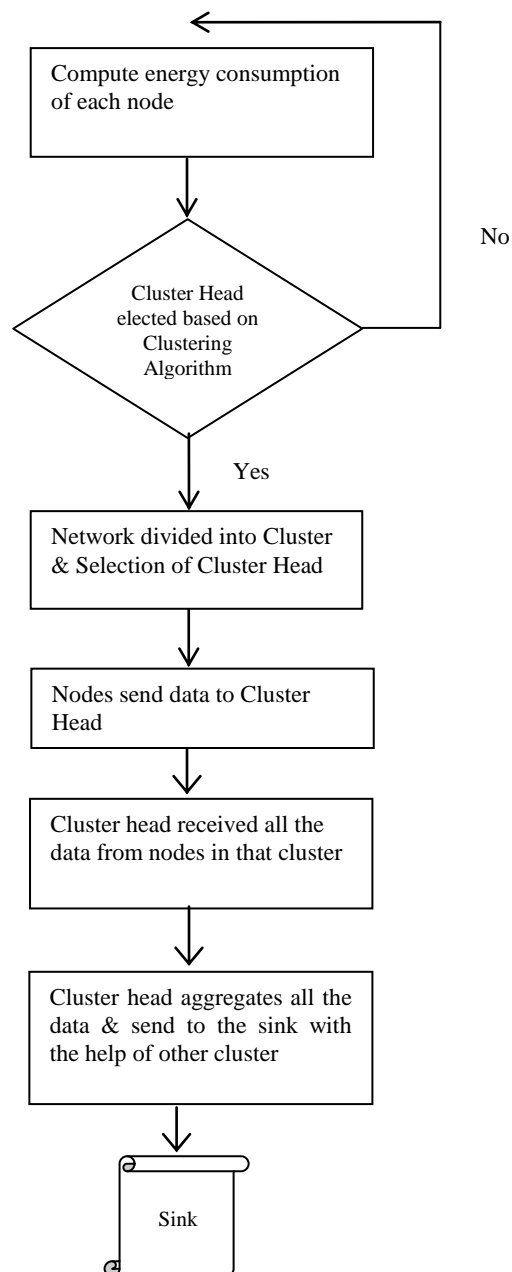 Compute energy consumption
of each node
No
Cluster Head
elected based on
Clustering
Algorithm
Yes
Network divided into Cluster
& Selection of Cluster Head
Nodes send data to Cluster
Head
Cluster head received all the
data from nodes in that cluster
Cluster head aggregates all the
data & send to the sink with
the help of other cluster
Sink